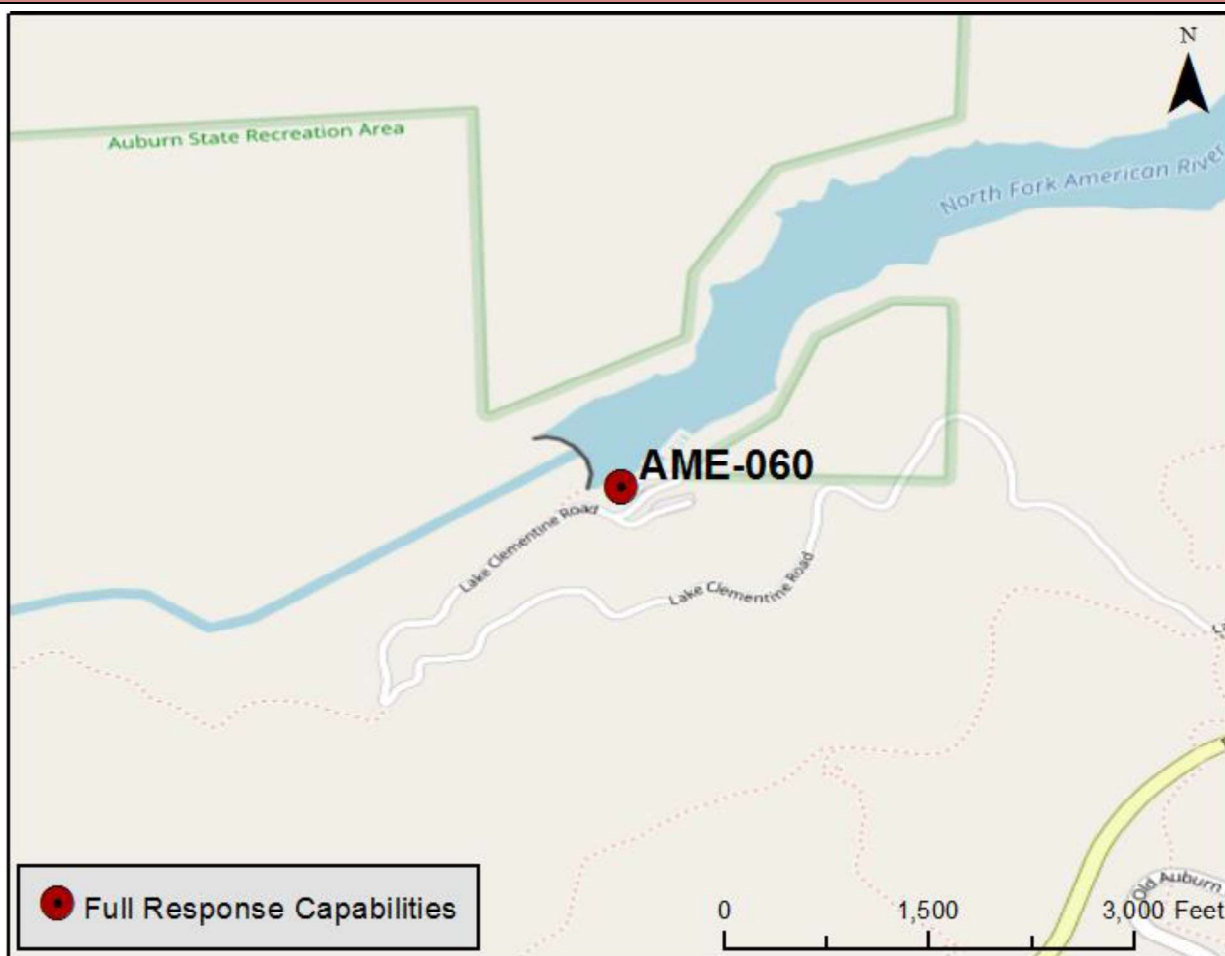 N
Auburn State Recreation Area
North Fork American River
AME-060
Lake Clementine Road
Lake Clementine Road
Full Response Capabilities
0 1,500 3,000 Feet
Old Auburn